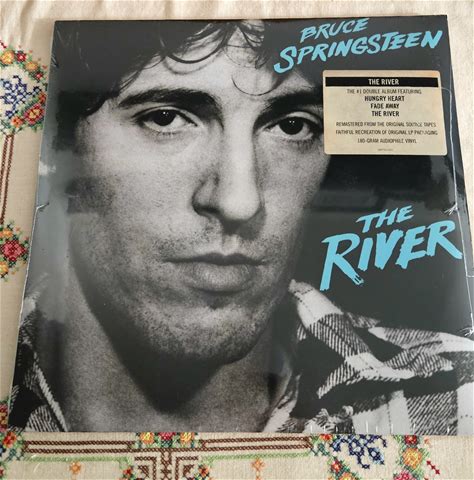 BRUCE
SPRINGSTEEN
THE RIVER
THE #1 DOUBLE ALBUM FEATURING:
HUNGRY HEART
FADE AWAY
THE RIVER
REMASTERED FROM THE ORIGINAL SOURCE TAPES
FAITHFUL RECREATION OF ORIGINAL LP PACKAGING
180-GRAM AUDIOPHILE VINYL
THE
RIVER